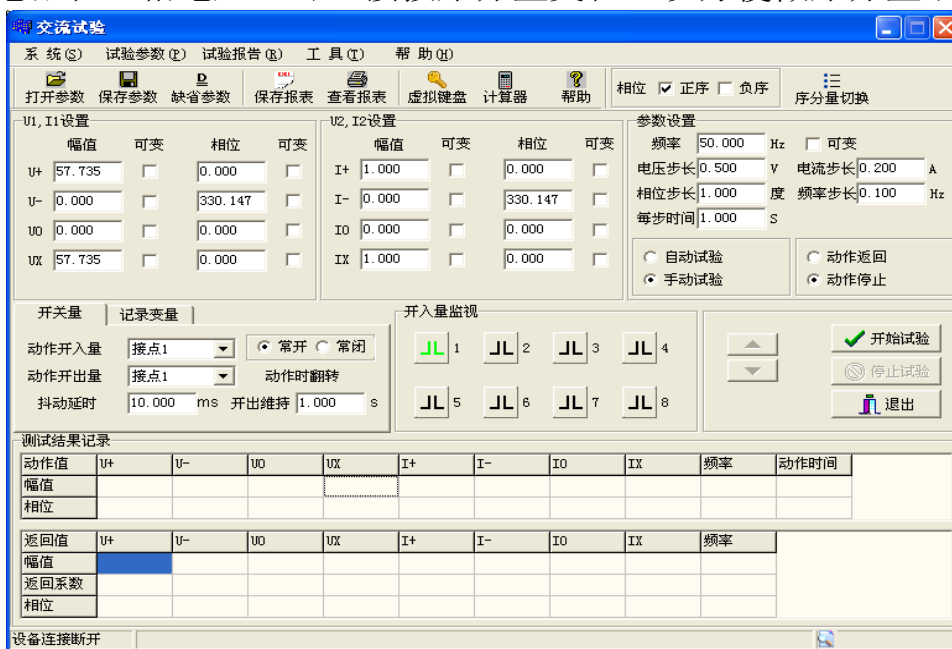 交流试验
系 统(S) 试验参数(P) 试验报告(R) 工 具(T) 帮 助(H)
打开参数 保存参数 缺省参数 保存报表 查看报表 虚拟键盘 计算器 帮助 相位 正序 负序 序分量切换
U1,I1设置 U2,I2设置 参数设置
幅值 可变 相位 可变 幅值 可变 相位 可变 频率 50.000 Hz 可变
U+ 57.735 0.000 I+ 1.000 0.000 电压步长 0.500 V 电流步长 0.200 A
U- 0.000 330.147 I- 0.000 330.147 相位步长 1.000 度 频率步长 0.100 Hz
U0 0.000 0.000 I0 0.000 0.000 每步时间 1.000 S
UX 57.735 0.000 IX 1.000 0.000 自动试验 动作返回
手动试验 动作停止
开关量 记录变量 开入量监视
动作开入量 接点1 常开 常闭 1 2 3 4 开始试验
动作开出量 接点1 动作时翻转 停止试验
抖动延时 10.000 ms 开出维持 1.000 s 5 6 7 8 退出
测试结果记录
动作值 U+ U- U0 UX I+ I- I0 IX 频率 动作时间
幅值
相位
返回值 U+ U- U0 UX I+ I- I0 IX 频率
幅值
返回系数
相位
设备连接断开